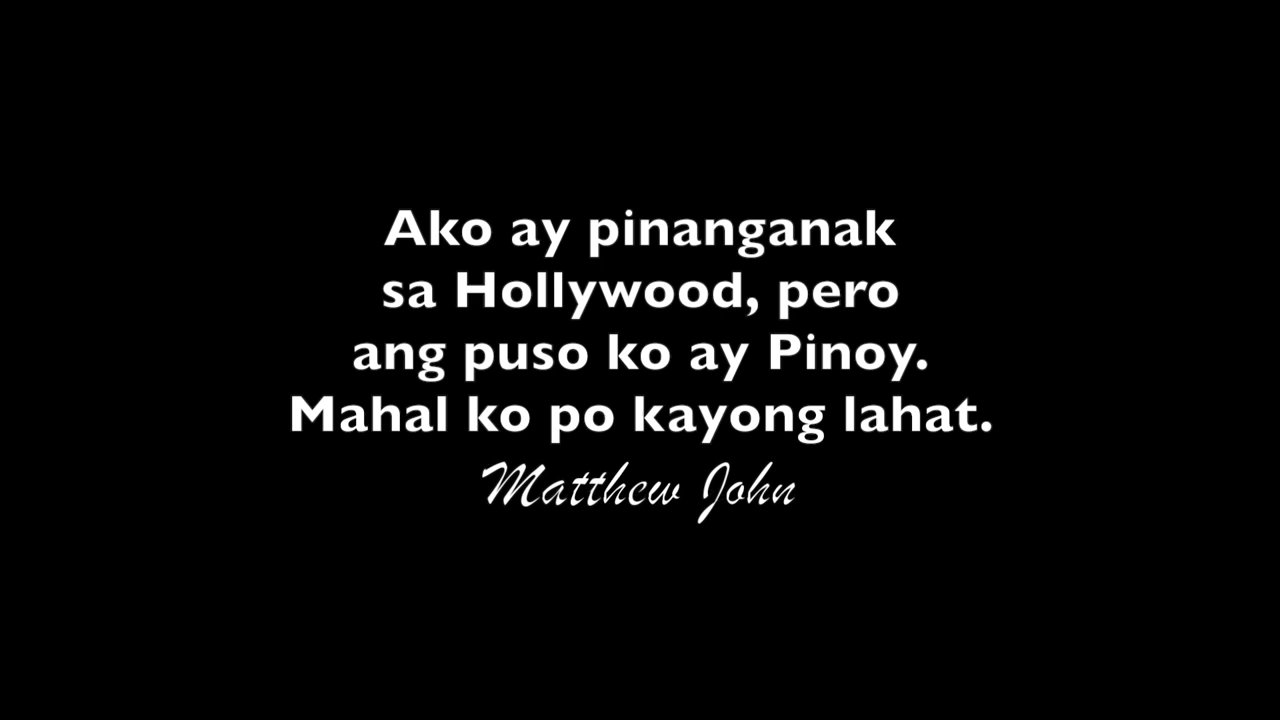 Ako ay pinanganak
sa Hollywood, pero
ang puso ko ay Pinoy.
Mahal ko po kayong lahat.
Matthew John